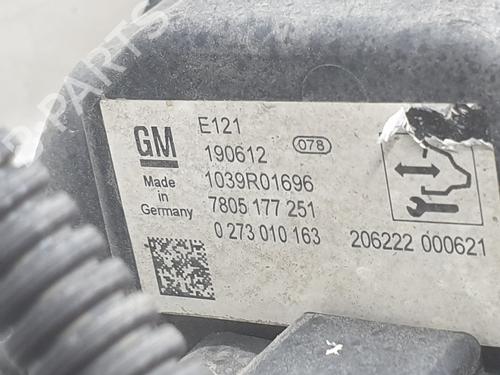 GM
E121
190612
078
1039R01696
7805 177 251
0 273 010 163
Made
in
Germany
206222 000621